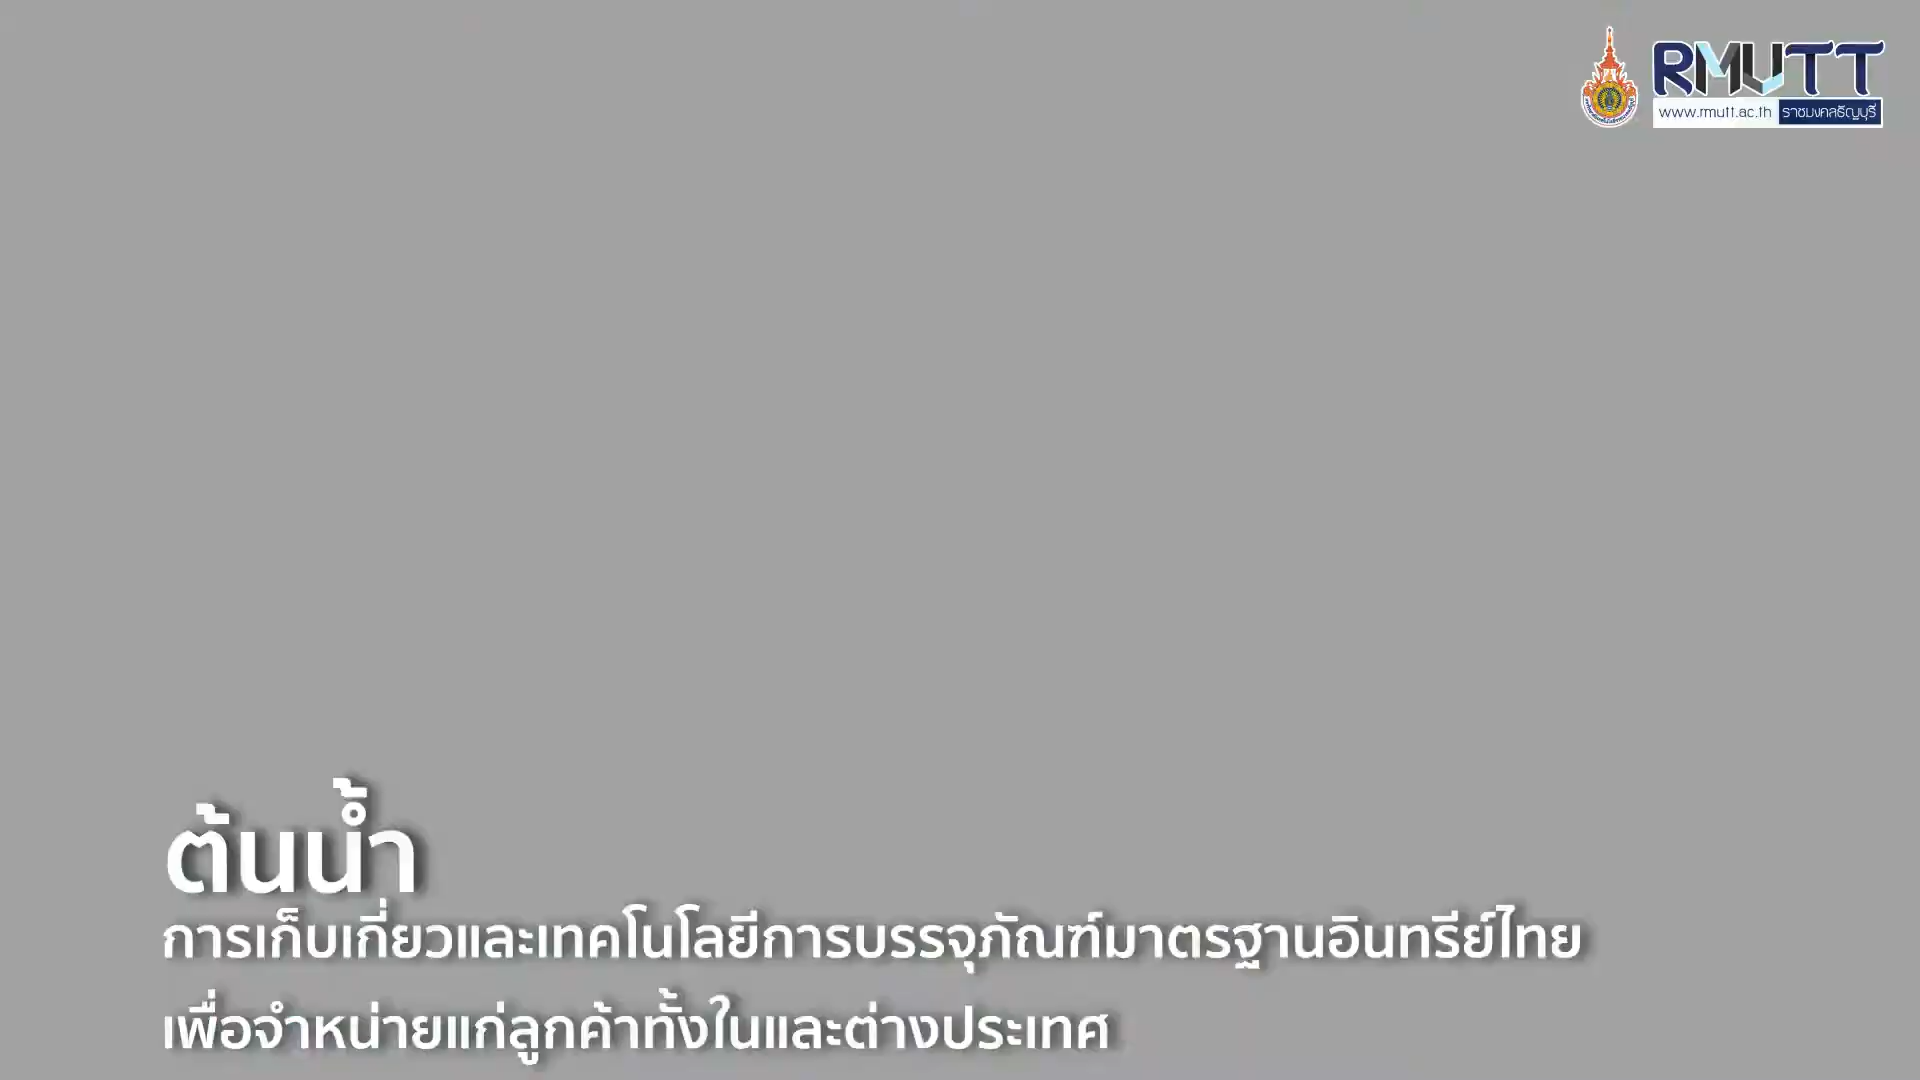 RMUTT
www.rmutt.ac.th ราชมงคลธัญบุรี
ต้นน้ำ
การเก็บเกี่ยวและเทคโนโลยีการบรรจุภัณฑ์มาตรฐานอินทรีย์ไทย
เพื่อจำหน่ายแก่ลูกค้าทั้งในและต่างประเทศ